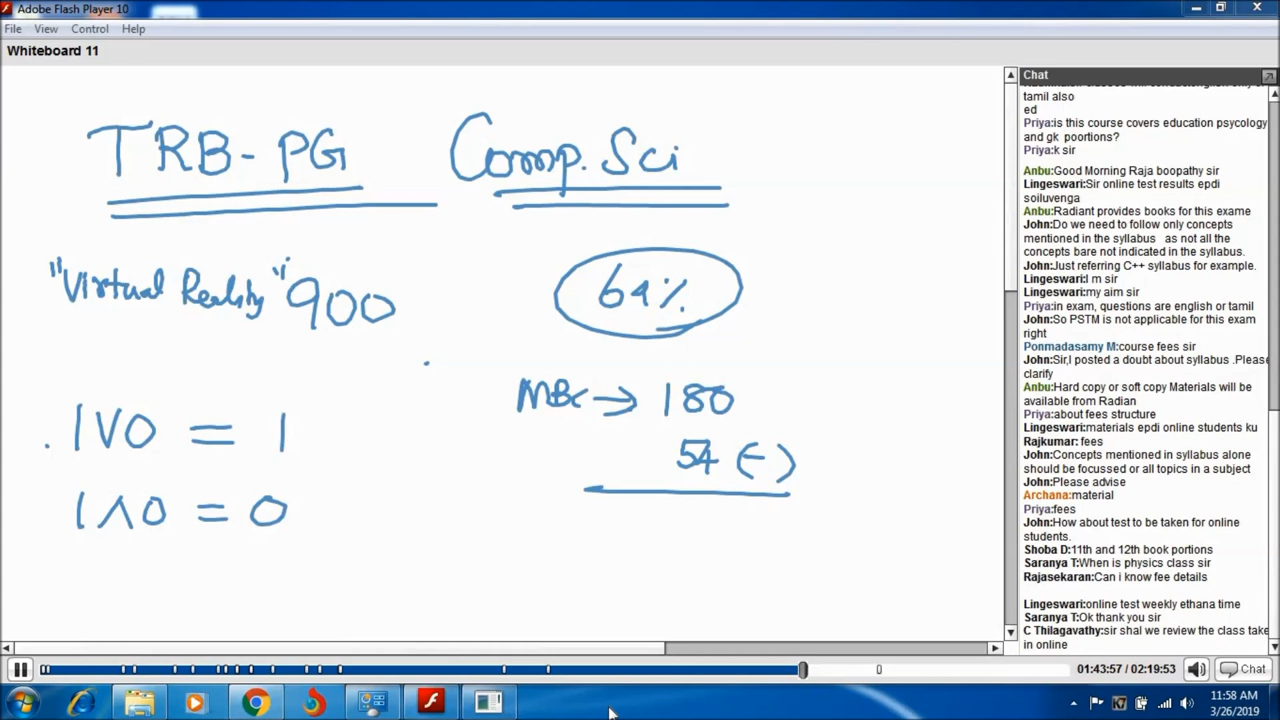 Adobe Flash Player 10
File View Control Help
Whiteboard 11
TRB-PG Comp. Sci
"Virtual Reality" 900
64%
MBC → 180
54 (-)
1V0 = 1
1Λ0 = 0
Chat
tamil also
ed
Priya:is this course covers education psycology
and gk poortions?
Priya:k sir
Anbu:Good Morning Raja boopathy sir
Lingeswari:Sir online test results epdi
soiluvenga
Anbu:Radiant provides books for this exame
John:Do we need to follow only concepts
mentioned in the syllabus as not all the
concepts bare not indicated in the syllabus.
John:Just referring C++ syllabus for example.
Lingeswari:I m sir
Lingeswari:my aim sir
Priya:in exam, questions are english or tamil
John:So PSTM is not applicable for this exam
right
Ponmadasamy M:course fees sir
John:Sir,I posted a doubt about syllabus .Please
clarify
Anbu:Hard copy or soft copy Materials will be
available from Radian
Priya:about fees structure
Lingeswari:materials epdi online students ku
Rajkumar: fees
John:Concepts mentioned in syllabus alone
should be focussed or all topics in a subject
John:Please advise
Archana:material
Priya:fees
John:How about test to be taken for online
students.
Shoba D:11th and 12th book portions
Saranya T:When is physics class sir
Rajasekaran:Can i know fee details
Lingeswari:online test weekly ethana time
Saranya T:Ok thank you sir
C Thilagavathy:sir shal we review the class take
in online
01:43:57 / 02:19:53 Chat
11:58 AM
3/26/2019